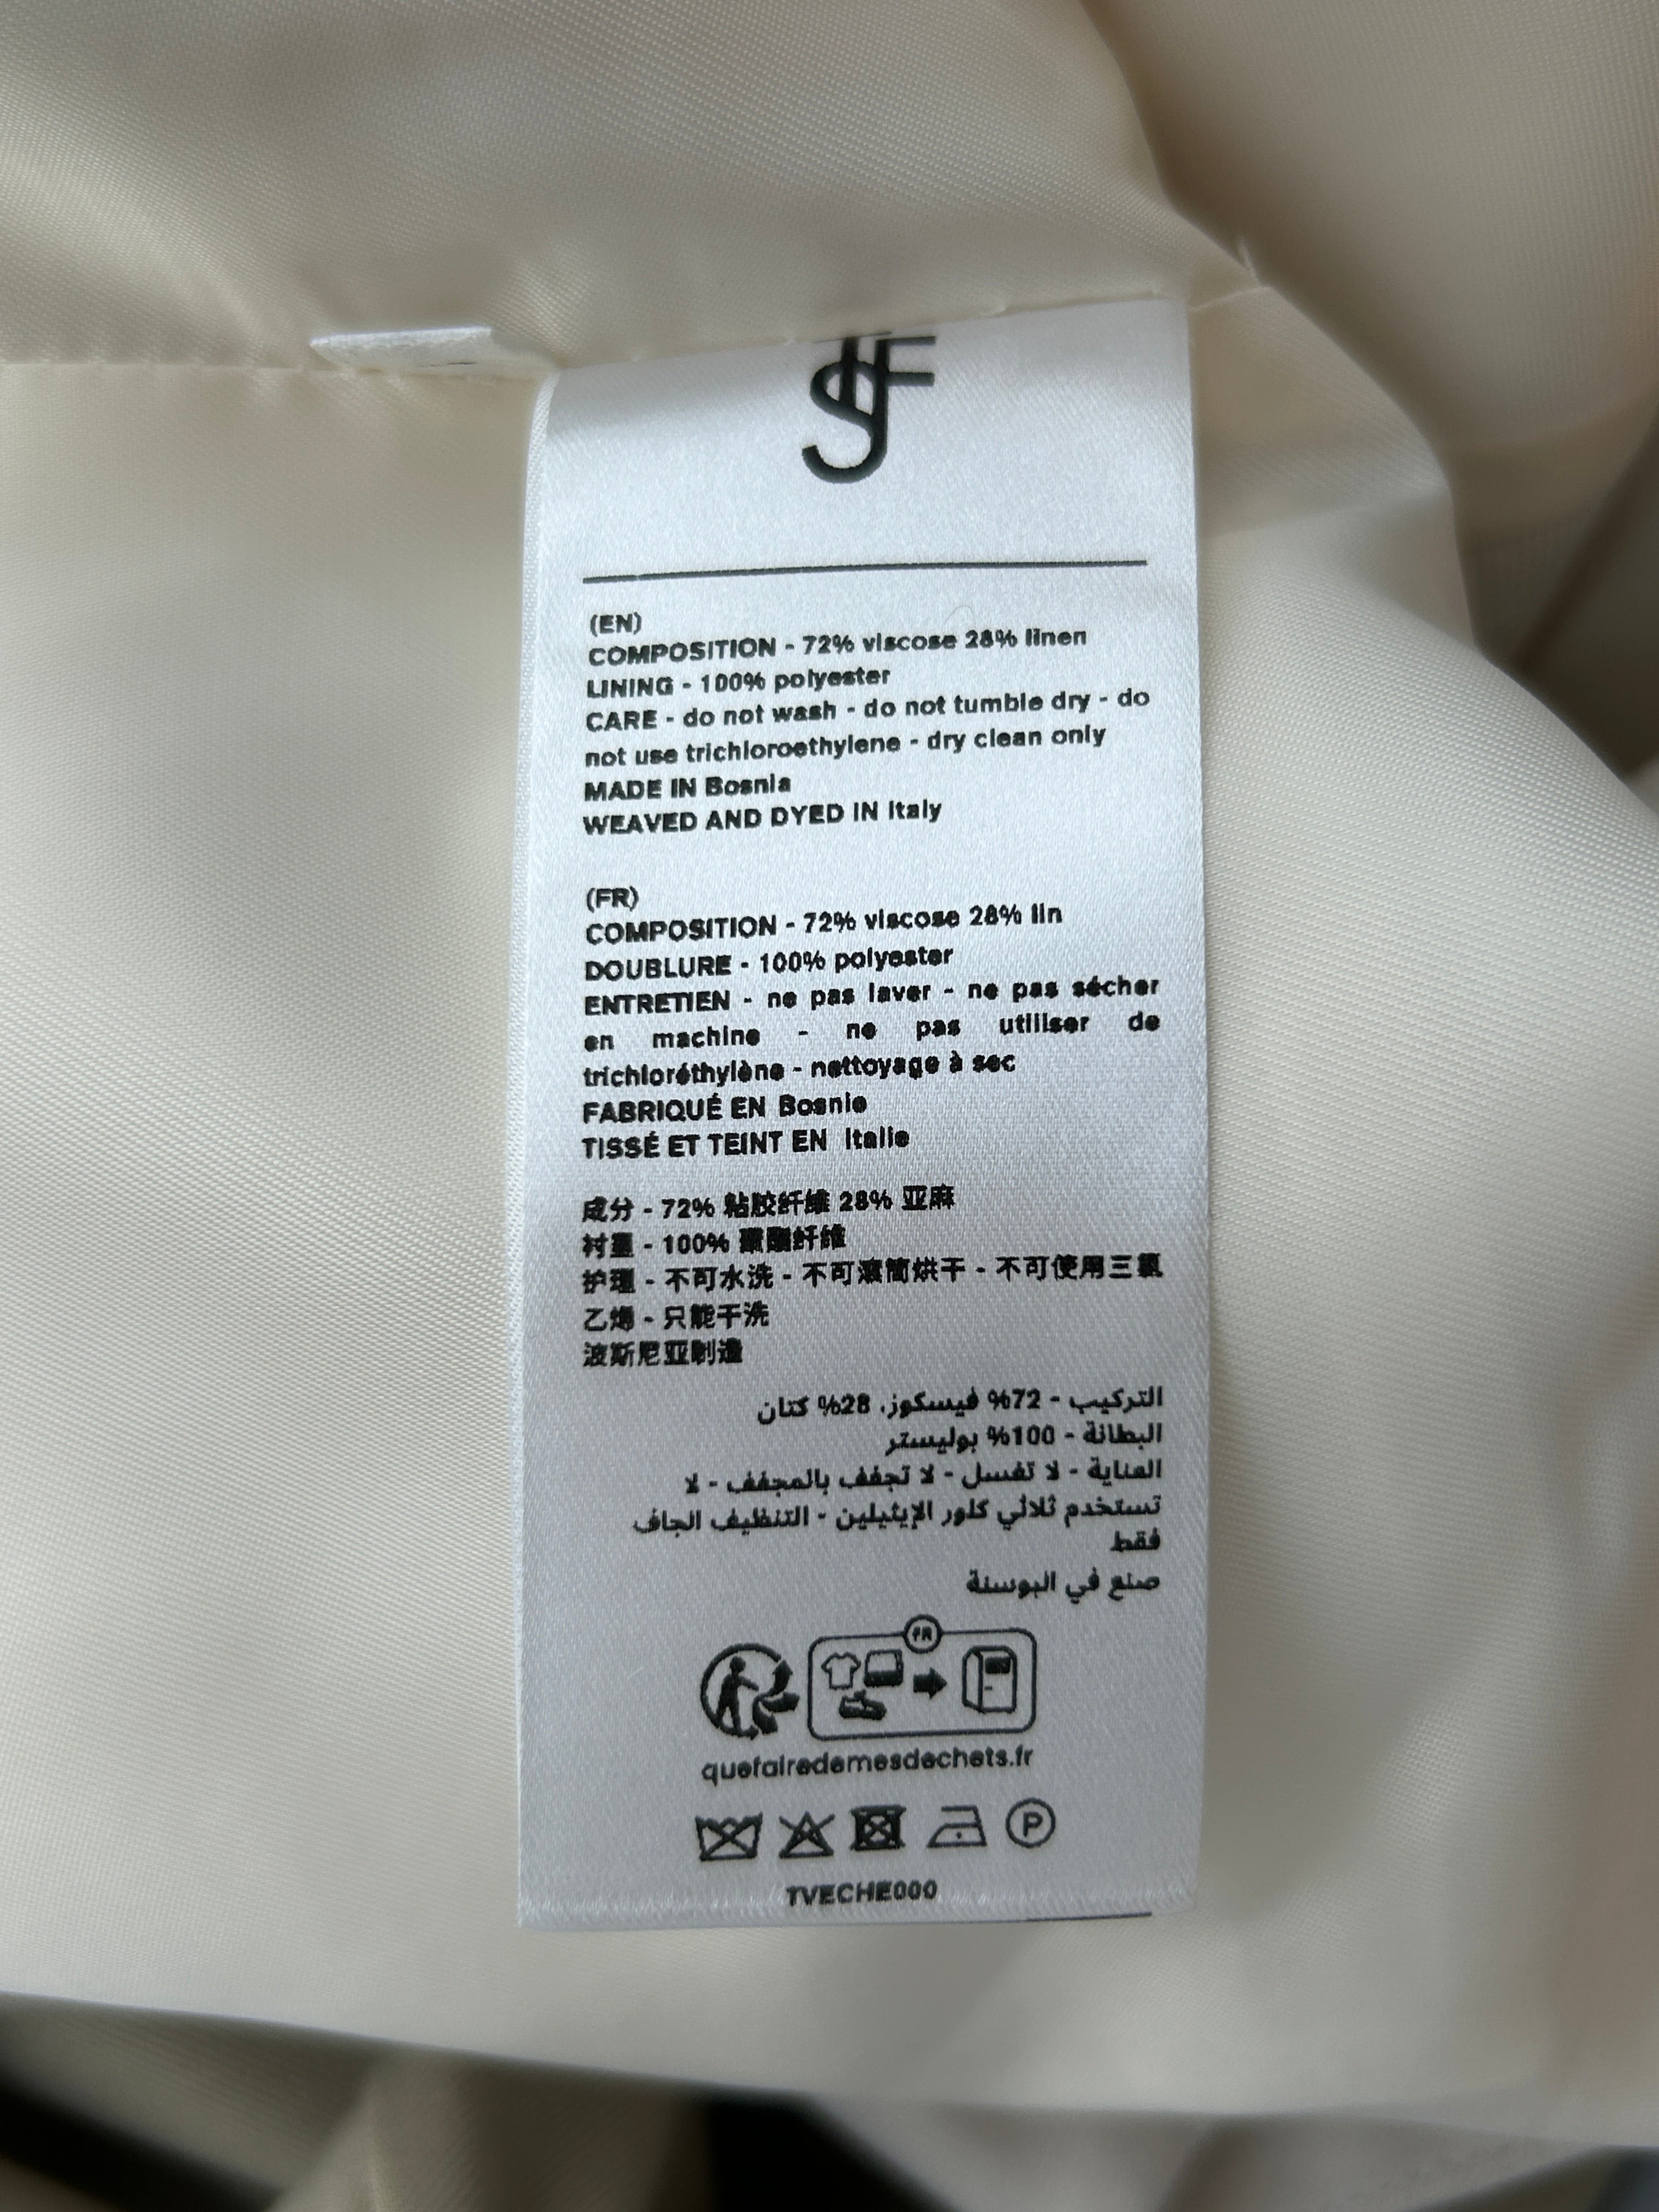 SJF
(EN)
COMPOSITION - 72% viscose 28% linen
LINING - 100% polyester
CARE - do not wash - do not tumble dry - do
not use trichloroethylene - dry clean only
MADE IN Bosnia
WEAVED AND DYED IN Italy
(FR)
COMPOSITION - 72% viscose 28% lin
DOUBLURE - 100% polyester
ENTRETIEN - ne pas laver - ne pas sécher
en machine - ne pas utiliser de
trichloréthylène - nettoyage à sec
FABRIQUÉ EN Bosnie
TISSÉ ET TEINT EN Italie
成分 - 72% 粘胶纤维 28% 亚麻
衬里 - 100% 聚酯纤维
护理 - 不可水洗 - 不可滚筒烘干 - 不可使用三氯
乙烯 - 只能干洗
波斯尼亚制造
التركيب - 72% فيسكوز، 28% كتان
البطانة - 100% بوليستر
العناية - لا تغسل - لا تجفف بالمجفف - لا
تستخدم ثلاثي كلور الإيثيلين - التنظيف الجاف
فقط
صنع في البوسنة
FR
quefairedemesdechets.fr
P
TVECHE000